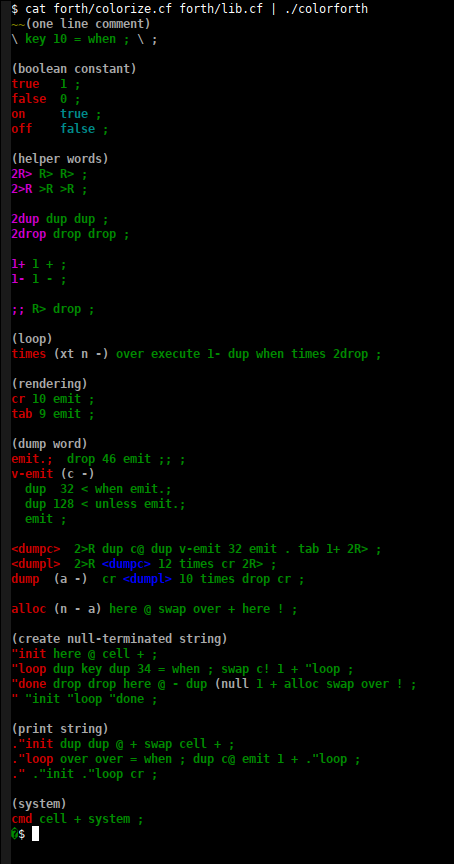 $ cat forth/colorize.cf forth/lib.cf | ./colorforth
~~(one line comment)
\ key 10 = when ; \ ;

(boolean constant)
true   1 ;
false  0 ;
on     true ;
off    false ;

(helper words)
2R> R> R> ;
2>R >R >R ;

2dup dup dup ;
2drop drop drop ;

1+ 1 + ;
1- 1 - ;

;; R> drop ;

(loop)
times (xt n -) over execute 1- dup when times 2drop ;

(rendering)
cr 10 emit ;
tab 9 emit ;

(dump word)
emit.;  drop 46 emit ;; ;
v-emit (c -)
  dup  32 < when emit.;
  dup 128 < unless emit.;
  emit ;

<dumpc>  2>R dup c@ dup v-emit 32 emit . tab 1+ 2R> ;
<dumpl>  2>R <dumpc> 12 times cr 2R> ;
dump  (a -)  cr <dumpl> 10 times drop cr ;

alloc (n - a) here @ swap over + here ! ;

(create null-terminated string)
"init here @ cell + ;
"loop dup key dup 34 = when ; swap c! 1 + "loop ;
"done drop drop here @ - dup (null 1 + alloc swap over ! ;
" "init "loop "done ;

(print string)
."init dup dup @ + swap cell + ;
."loop over over = when ; dup c@ emit 1 + ."loop ;
." ."init ."loop cr ;

(system)
cmd cell + system ;
�$